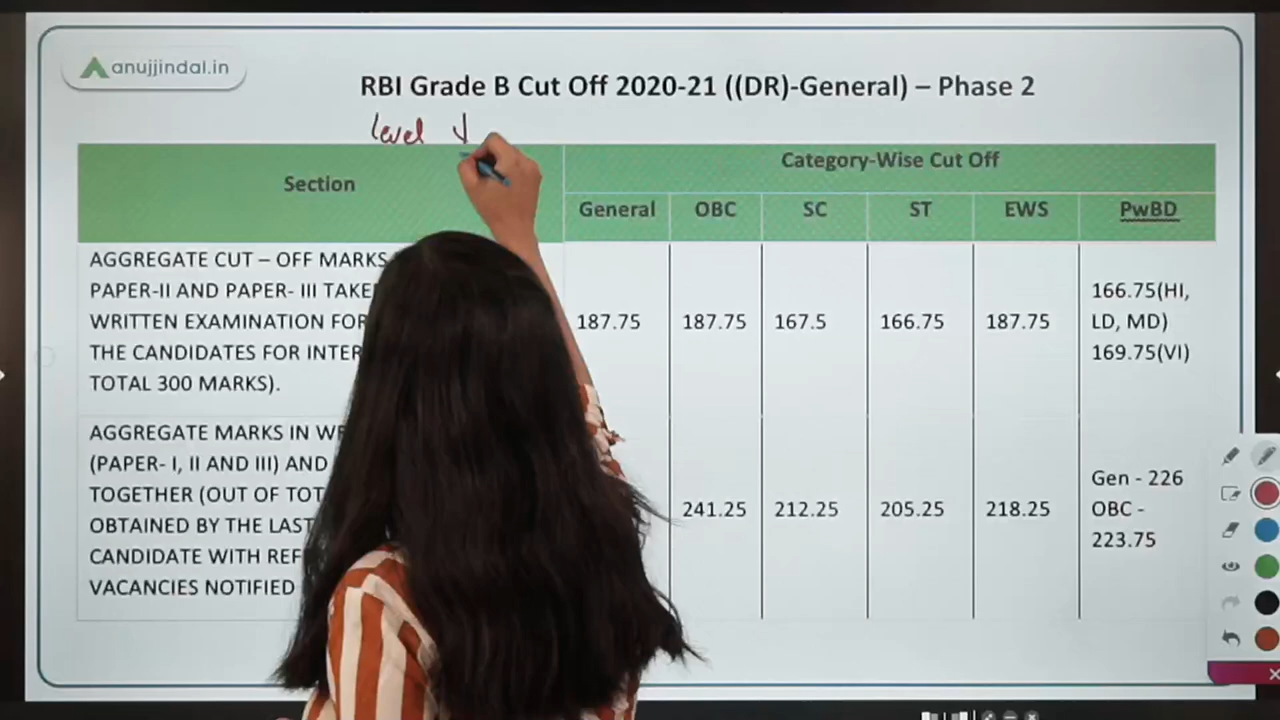 anujjindal.in
RBI Grade B Cut Off 2020-21 ((DR)-General) – Phase 2
level ↓
Section
Category-Wise Cut Off
General OBC SC ST EWS PwBD
AGGREGATE CUT – OFF MARKS
PAPER-II AND PAPER- III
WRITTEN EXAMINATION FOR
THE CANDIDATES FOR
TOTAL 300 MARKS).
187.75 187.75 167.5 166.75 187.75
166.75(HI,
LD, MD)
169.75(VI)
AGGREGATE MARKS IN
(PAPER- I, II AND III) AND
TOGETHER (OUT OF
OBTAINED BY THE LAST
CANDIDATE WITH
VACANCIES NOTIFIED
241.25 212.25 205.25 218.25
Gen - 226
OBC -
223.75